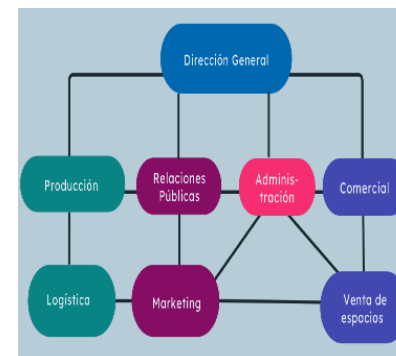 Dirección General
Producción
Relaciones
Públicas
Adminis-
tración
Comercial
Logística
Marketing
Venta de
espacios